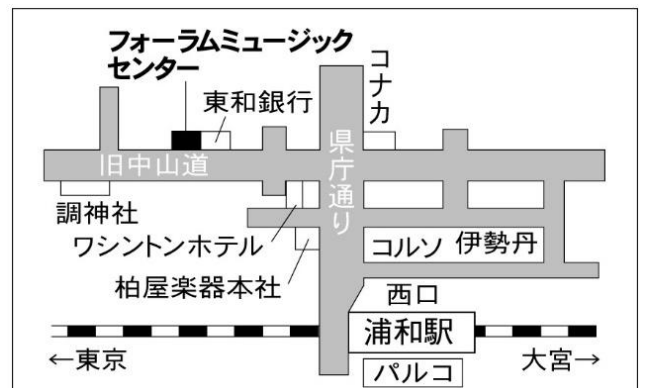 フォーラムミュージック
センター
コナカ
東和銀行
県庁通り
旧中山道
調神社
ワシントンホテル
コルソ
伊勢丹
柏屋楽器本社
西口
浦和駅
←東京
大宮→
パルコ